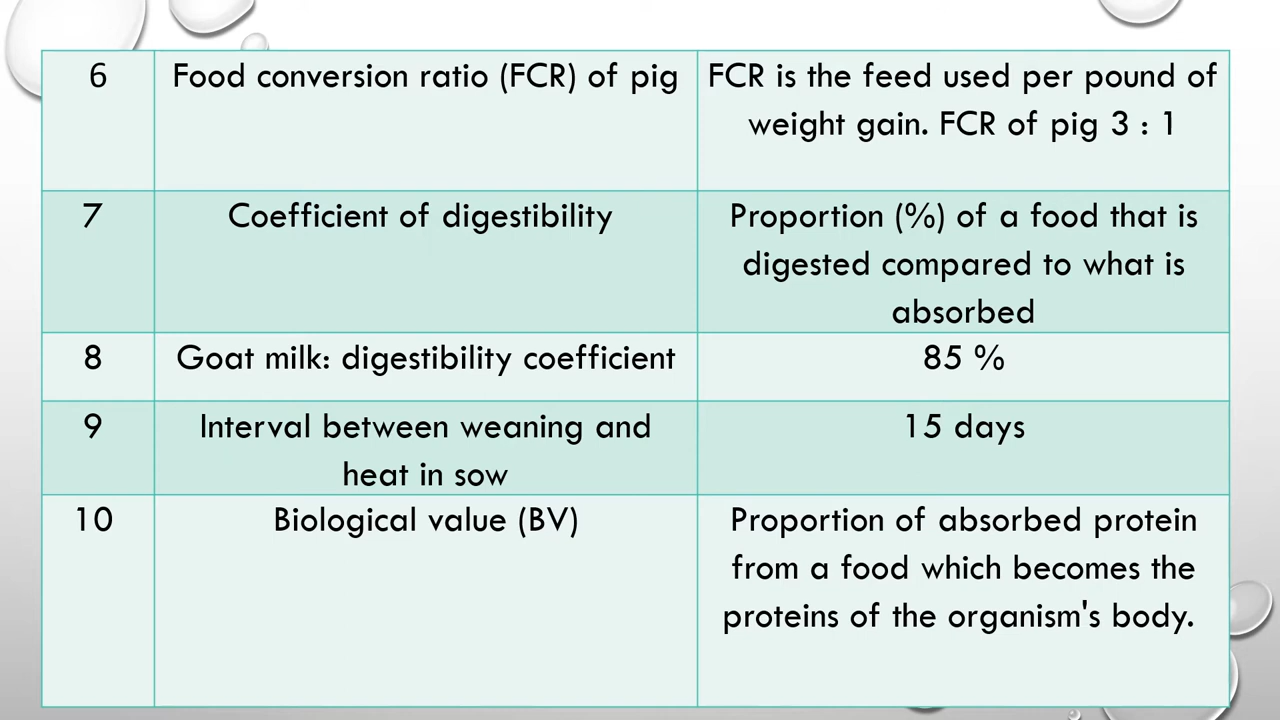 6 Food conversion ratio (FCR) of pig FCR is the feed used per pound of
weight gain. FCR of pig 3 : 1
7 Coefficient of digestibility Proportion (%) of a food that is
digested compared to what is
absorbed
8 Goat milk: digestibility coefficient 85 %
9 Interval between weaning and 15 days
heat in sow
10 Biological value (BV) Proportion of absorbed protein
from a food which becomes the
proteins of the organism's body.